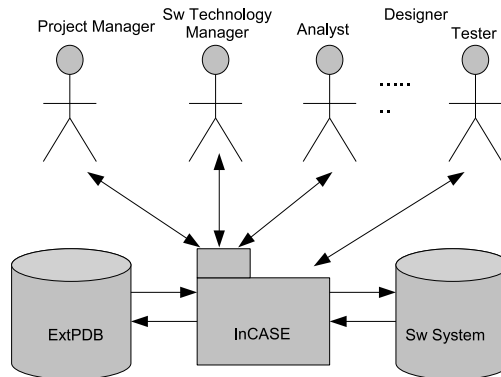 Project Manager
Sw Technology
Manager
Analyst
Designer
Tester
.....
..
ExtPDB
InCASE
Sw System